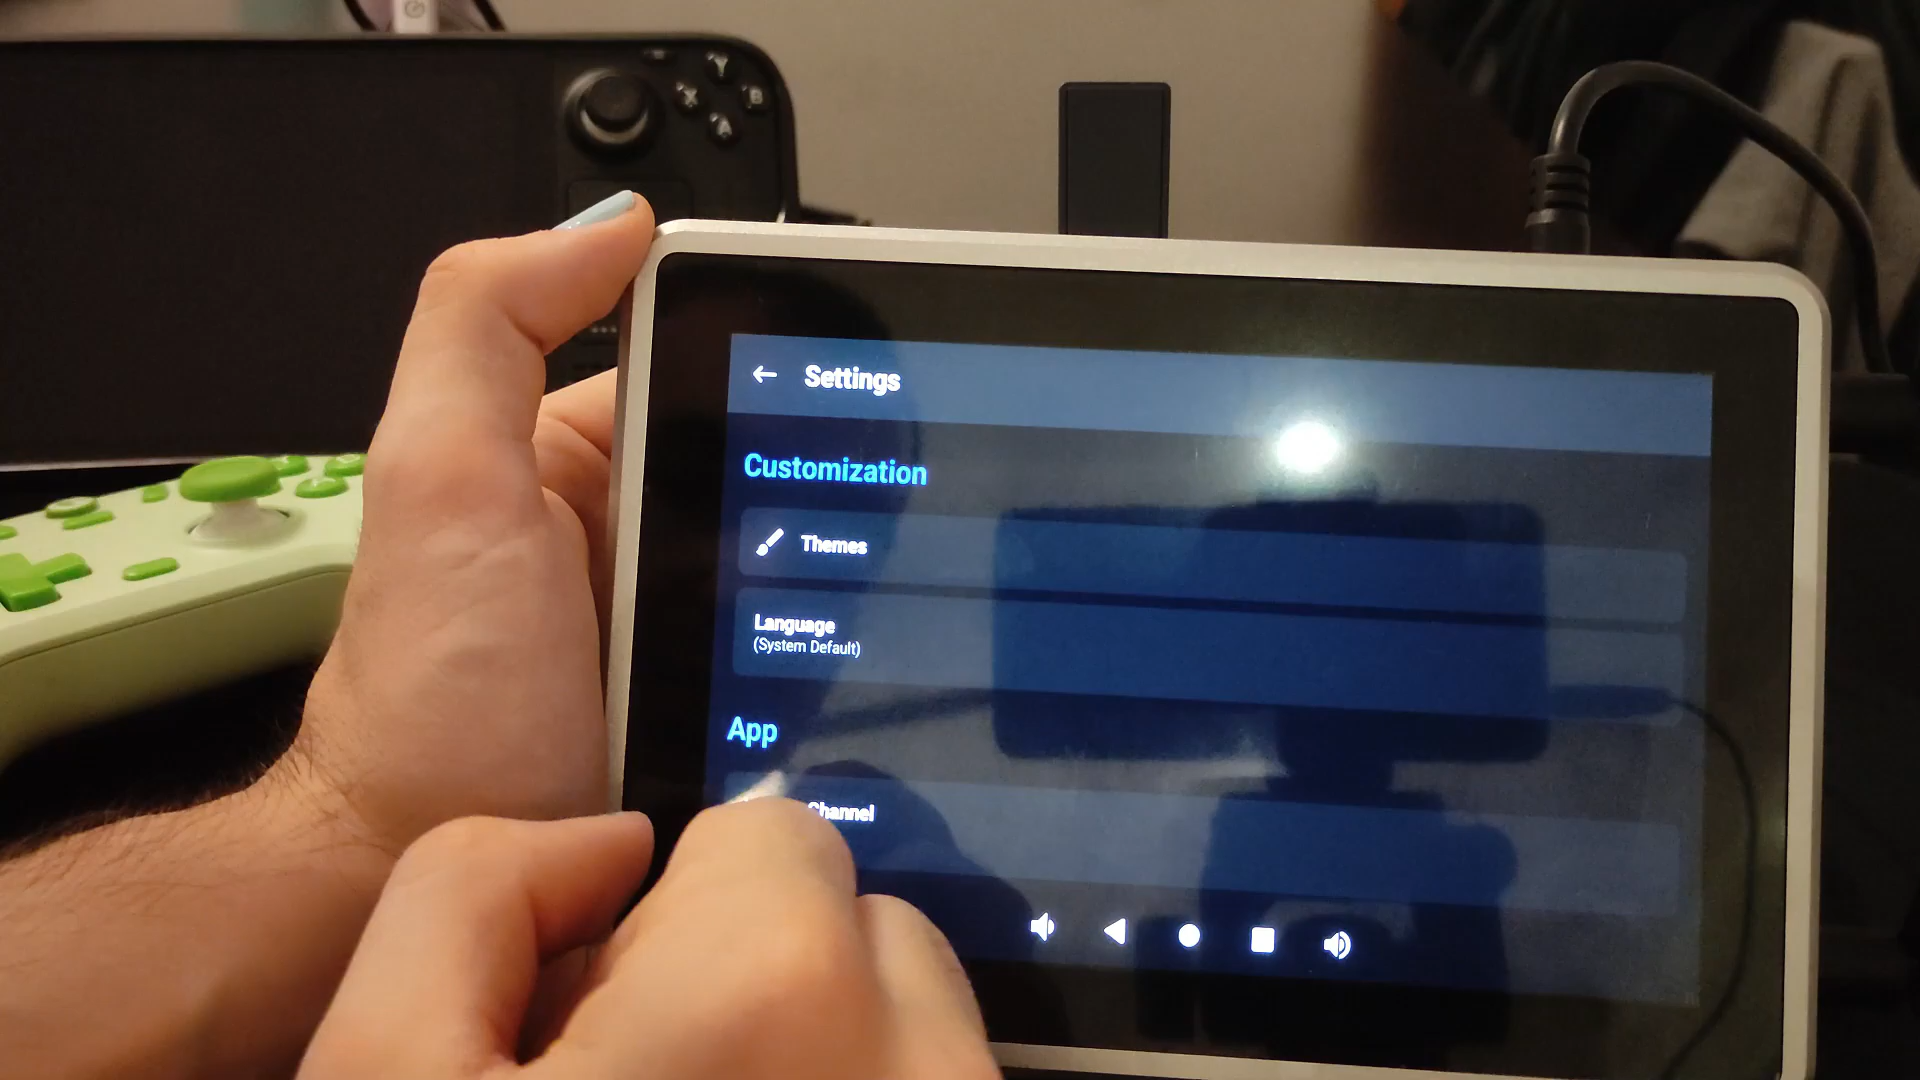 Y
X
B
A
Settings
Customization
Themes
Language
(System Default)
App
Channel